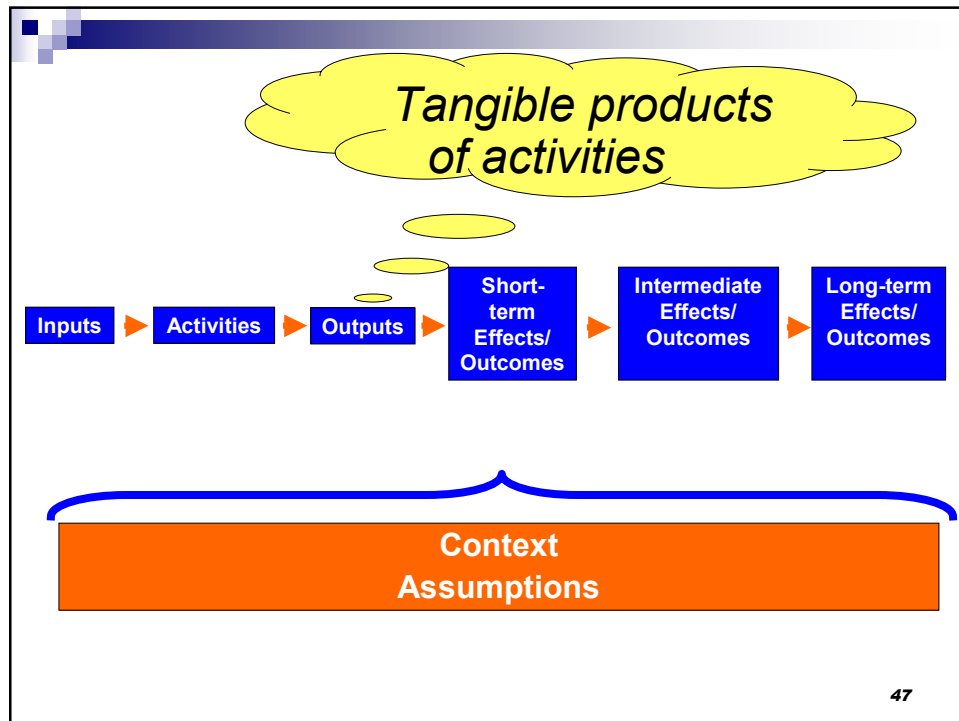 Tangible products
of activities
Inputs
Activities
Outputs
Short-
term
Effects/
Outcomes
Intermediate
Effects/
Outcomes
Long-term
Effects/
Outcomes
Context
Assumptions
47